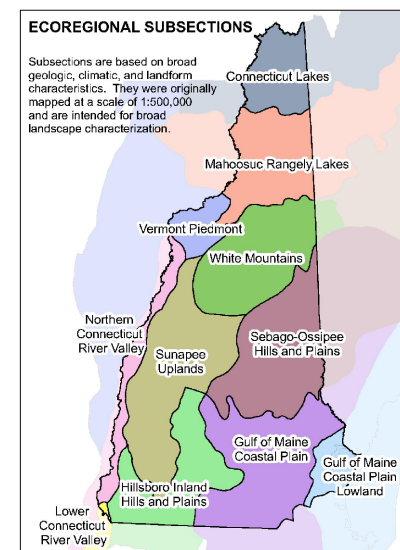 ECOREGIONAL SUBSECTIONS
Subsections are based on broad
geologic, climatic, and landform
characteristics. They were originally
mapped at a scale of 1:500,000
and are intended for broad
landscape characterization.
Connecticut Lakes
Mahoosuc Rangely Lakes
Vermont Piedmont
White Mountains
Northern
Connecticut
River Valley
Sunapee
Uplands
Sebago-Ossipee
Hills and Plains
Gulf of Maine
Coastal Plain
Gulf of Maine
Coastal Plain
Lowland
Hillsboro Inland
Hills and Plains
Lower
Connecticut
River Valley